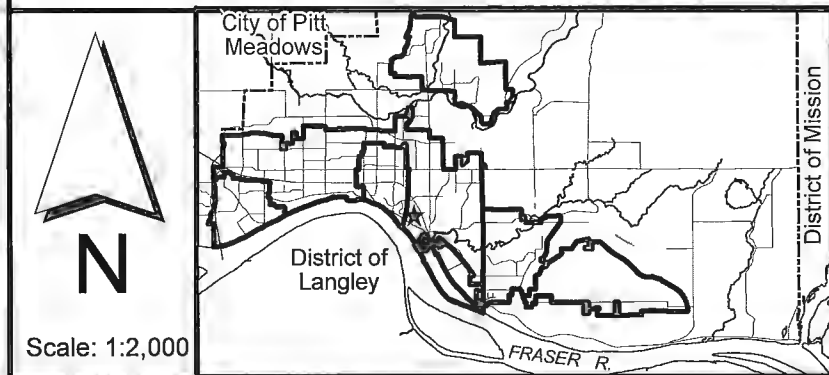 City of Pitt
Meadows
District of Mission
District of
Langley
N
Scale: 1:2,000
FRASER R.